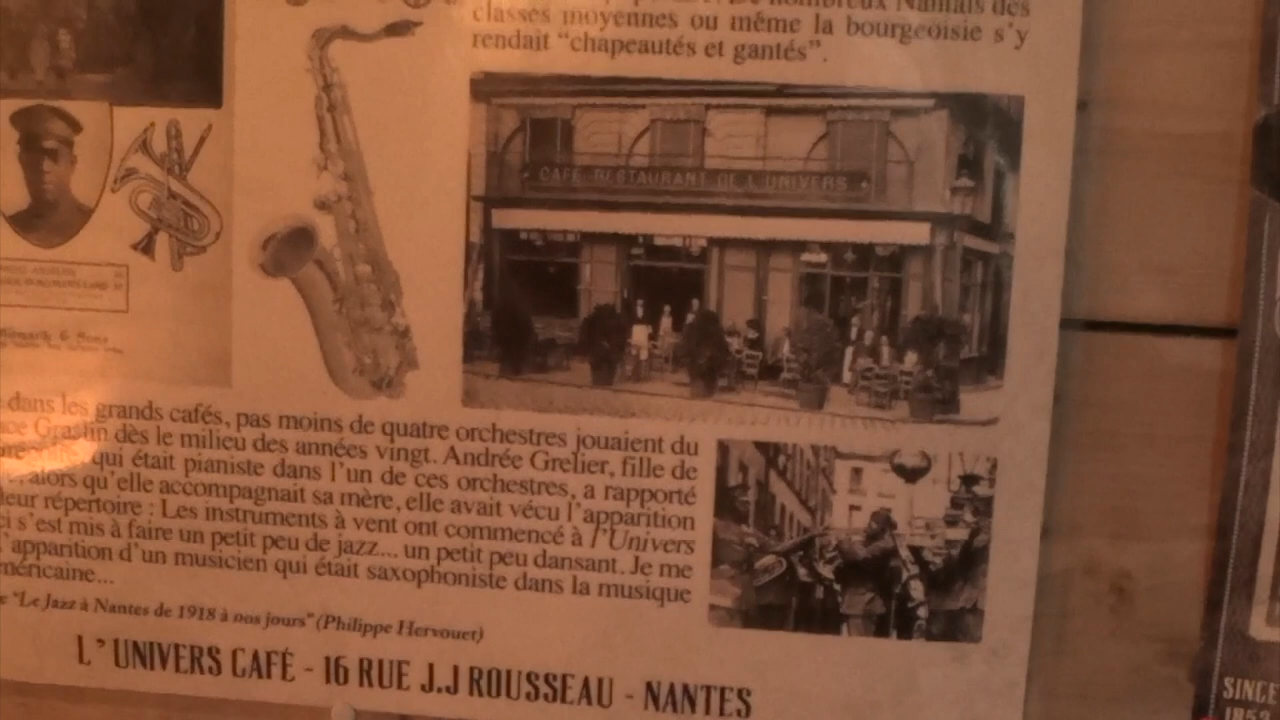 de nombreux Nantais des
classes moyennes ou même la bourgeoisie s'y
rendait "chapeautés et gantés".
CAFÉ RESTAURANT DE L'UNIVERS
dans les grands cafés, pas moins de quatre orchestres jouaient du
Graslin dès le milieu des années vingt. Andrée Grelier, fille de
qui était pianiste dans l'un de ces orchestres, a rapporté
alors qu'elle accompagnait sa mère, elle avait vécu l'apparition
leur répertoire : Les instruments à vent ont commencé à l'Univers
s'est mis à faire un petit peu de jazz... un petit peu dansant. Je me
l'apparition d'un musicien qui était saxophoniste dans la musique
américaine...
"Le Jazz à Nantes de 1918 à nos jours" (Philippe Hervouet)
L'UNIVERS CAFÉ - 16 RUE J.J ROUSSEAU - NANTES
SINCE